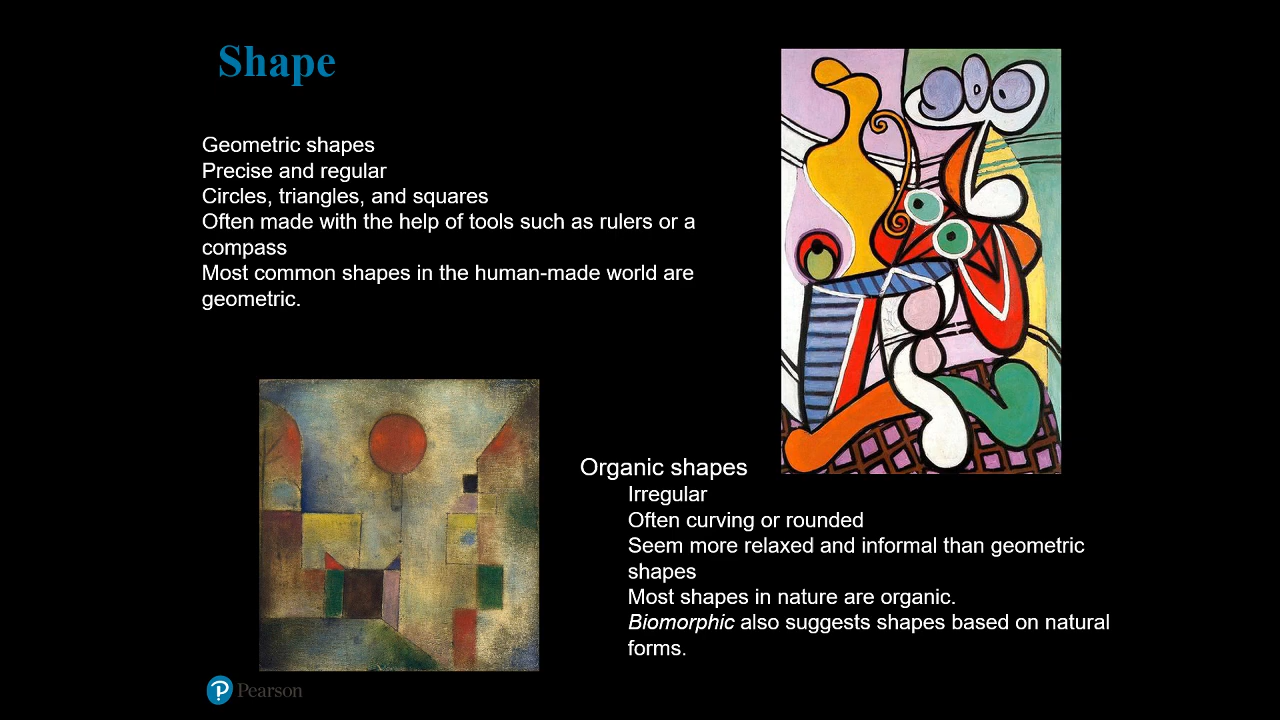 Shape
Geometric shapes
Precise and regular
Circles, triangles, and squares
Often made with the help of tools such as rulers or a
compass
Most common shapes in the human-made world are
geometric.
Organic shapes
Irregular
Often curving or rounded
Seem more relaxed and informal than geometric
shapes
Most shapes in nature are organic.
Biomorphic also suggests shapes based on natural
forms.
Pearson